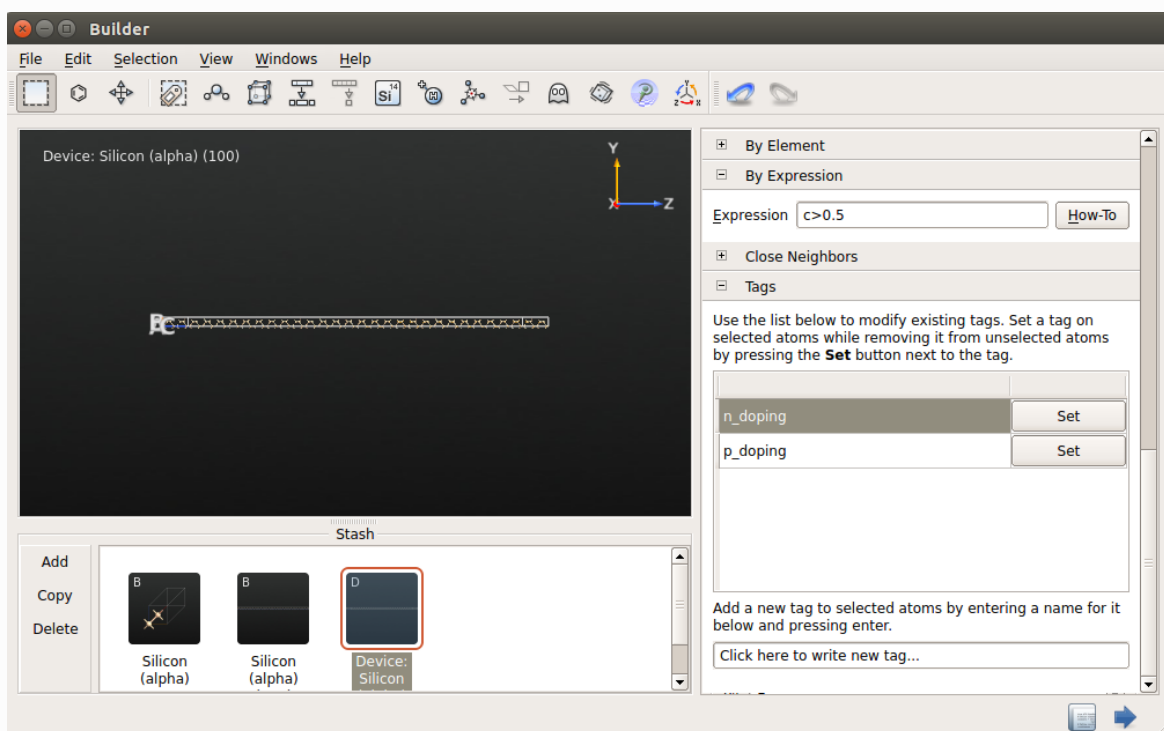 Builder
File Edit Selection View Windows Help
Si 14
H
Device: Silicon (alpha) (100)
Y
X
Z
B
C
By Element
By Expression
Expression c>0.5 How-To
Close Neighbors
Tags
Use the list below to modify existing tags. Set a tag on
selected atoms while removing it from unselected atoms
by pressing the Set button next to the tag.
n_doping Set
p_doping Set
Add a new tag to selected atoms by entering a name for it
below and pressing enter.
Click here to write new tag...
Stash
Add
Copy
Delete
B
Silicon
(alpha)
B
Silicon
(alpha)
D
Device:
Silicon